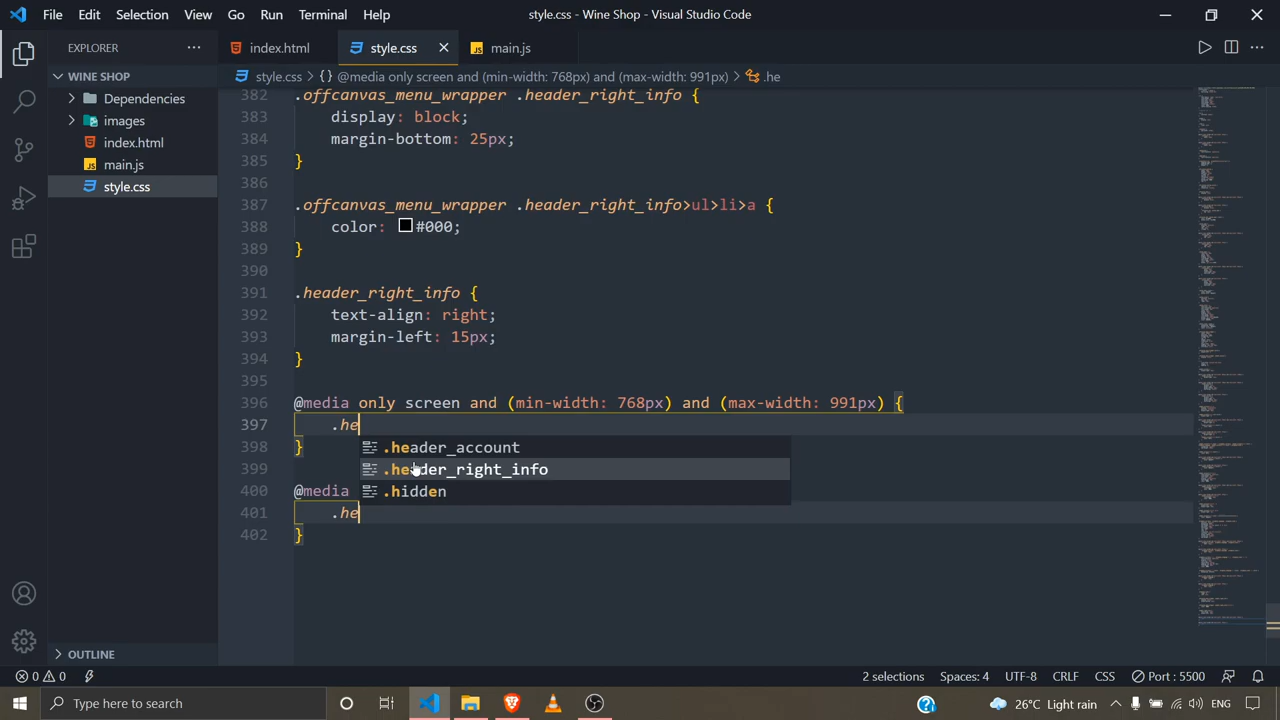 File Edit Selection View Go Run Terminal Help
style.css - Wine Shop - Visual Studio Code
EXPLORER
index.html
style.css
main.js
WINE SHOP
Dependencies
images
index.html
main.js
style.css
style.css > {} @media only screen and (min-width: 768px) and (max-width: 991px) > .he
382 .offcanvas_menu_wrapper .header_right_info {
383 display: block;
384 margin-bottom: 25px;
385 }
386
387 .offcanvas_menu_wrapper .header_right_info>ul>li>a {
388 color: #000;
389 }
390
391 .header_right_info {
392 text-align: right;
393 margin-left: 15px;
394 }
395
396 @media only screen and (min-width: 768px) and (max-width: 991px) {
397 .he
398 }
.header_account
399
.header_right_info
400 @media
.hidden
401 .he
402 }
OUTLINE
0 0
2 selections
UTF-8
CRLF
CSS
Port : 5500
Type here to search
26°C Light rain
ENG